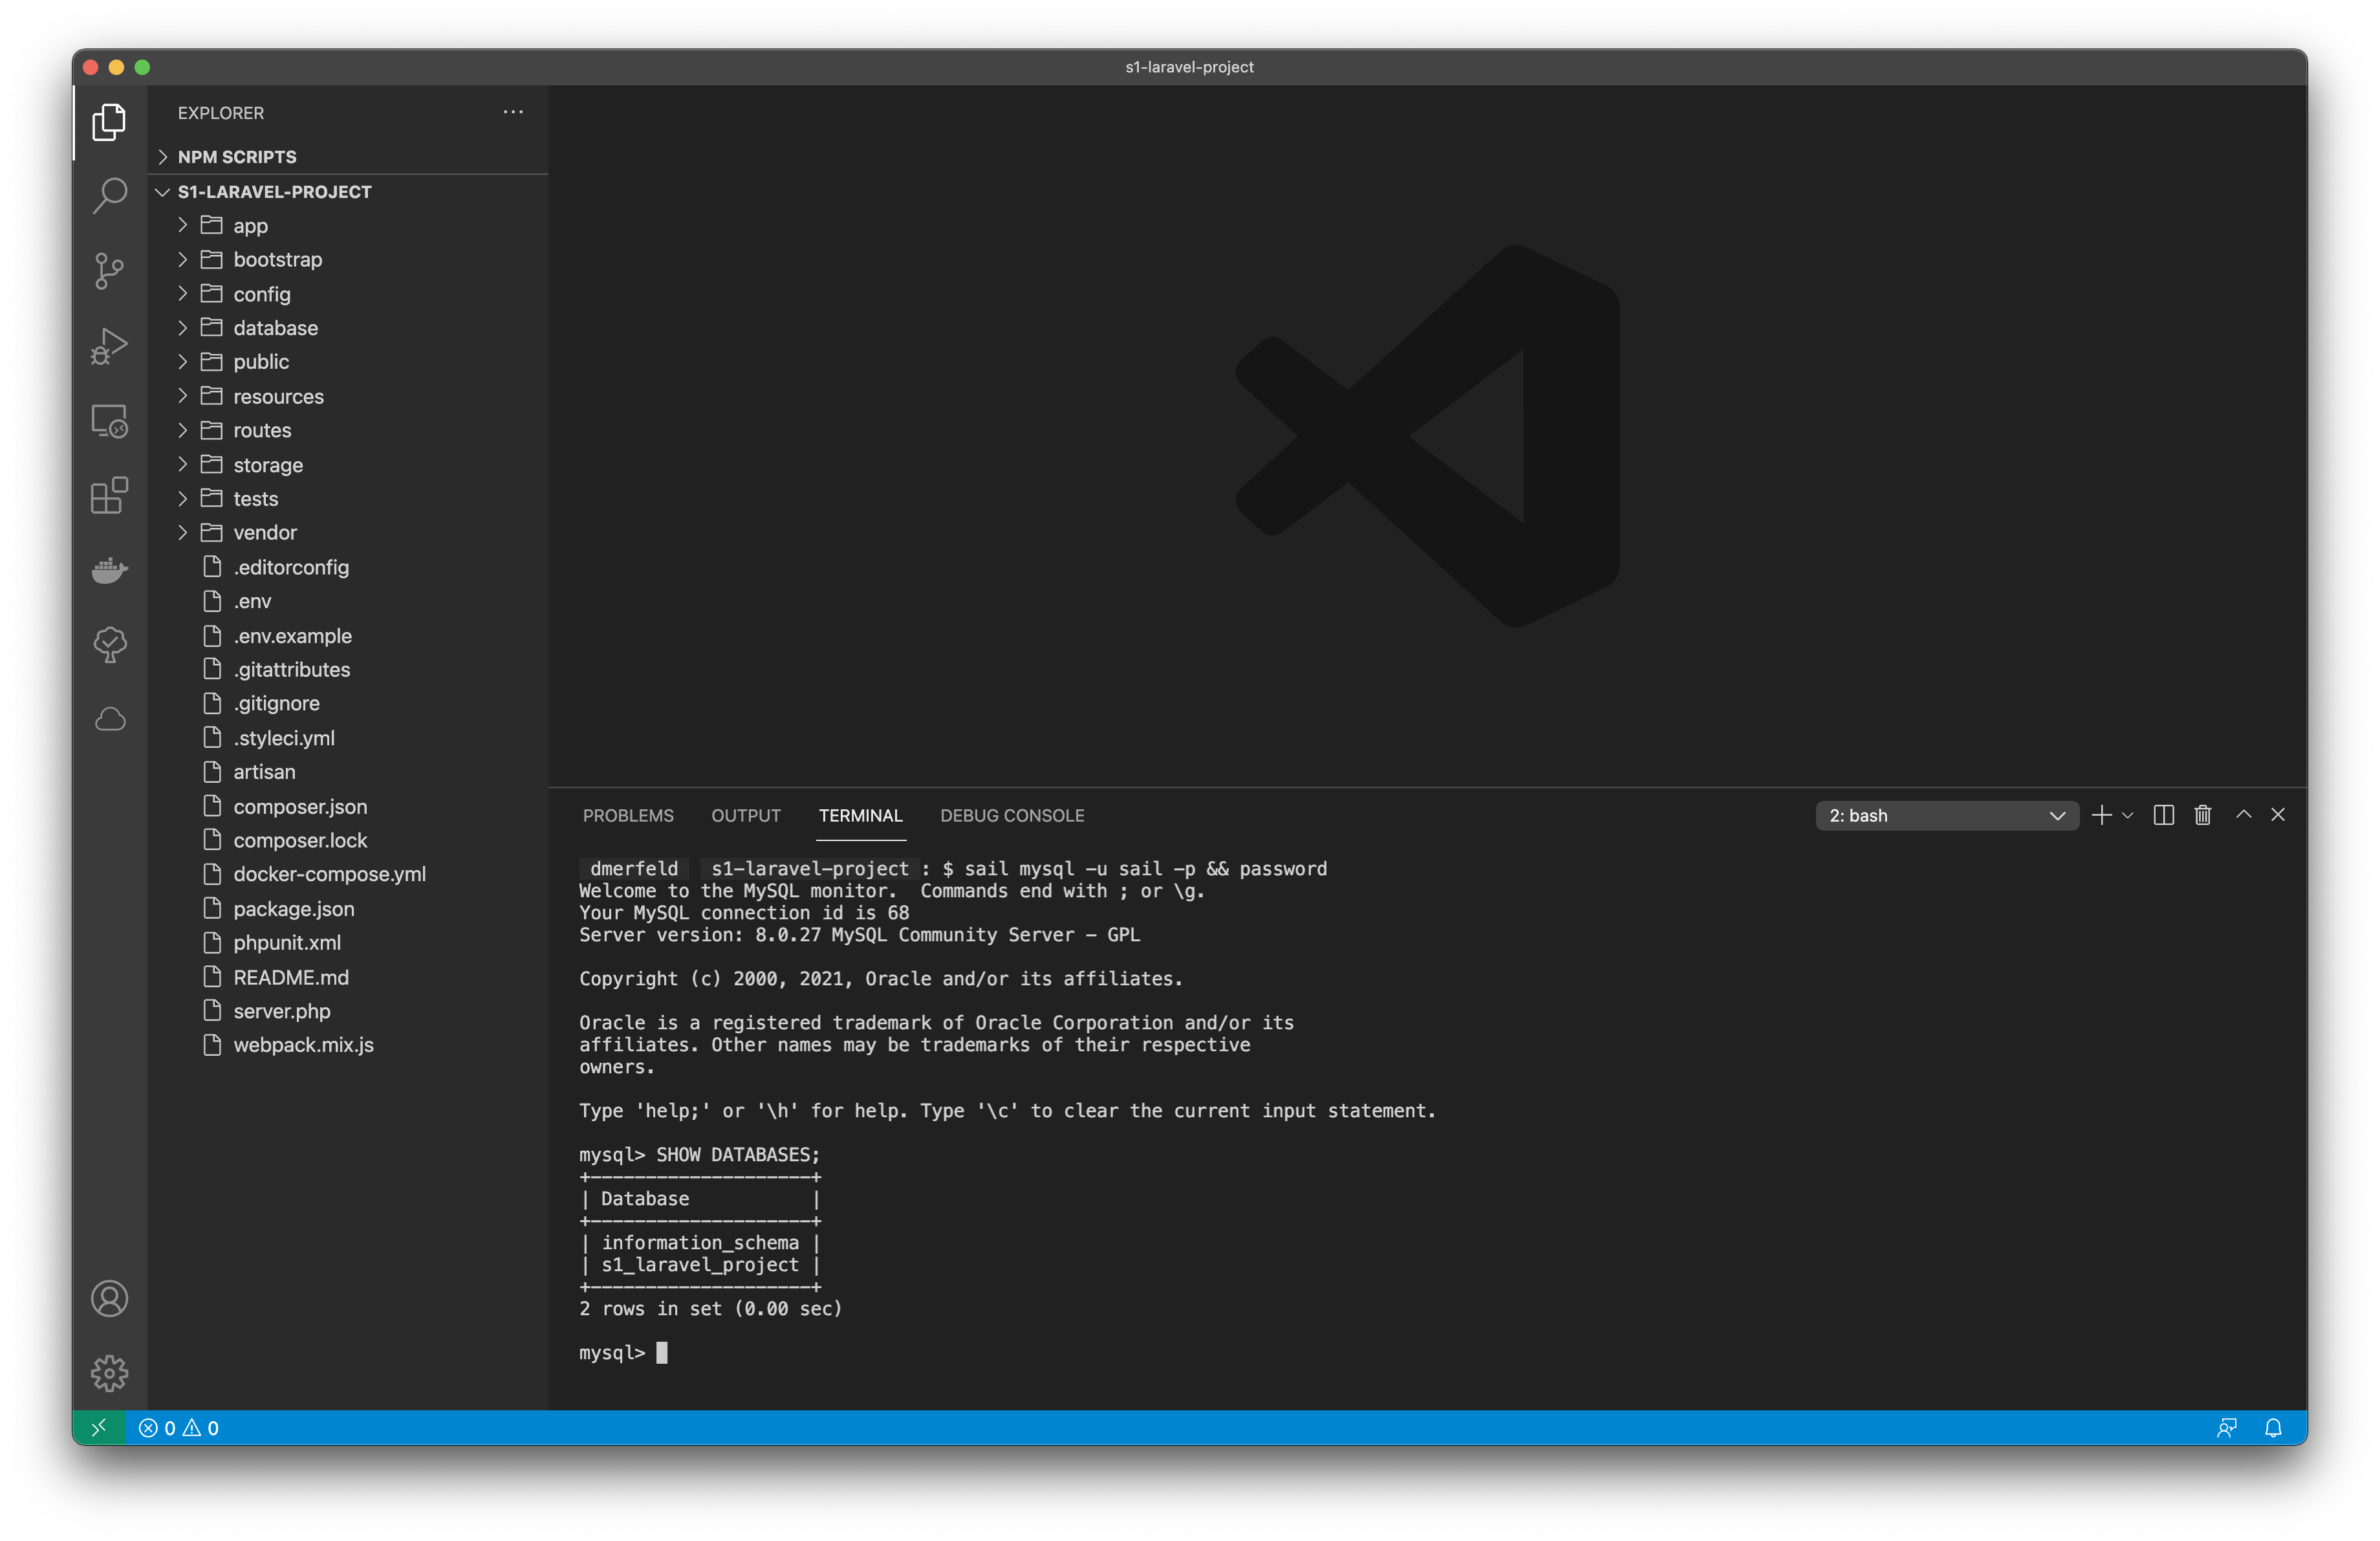 s1-laravel-project
EXPLORER
NPM SCRIPTS
S1-LARAVEL-PROJECT
app
bootstrap
config
database
public
resources
routes
storage
tests
vendor
.editorconfig
.env
.env.example
.gitattributes
.gitignore
.styleci.yml
artisan
composer.json
composer.lock
docker-compose.yml
package.json
phpunit.xml
README.md
server.php
webpack.mix.js
PROBLEMS OUTPUT TERMINAL DEBUG CONSOLE 2: bash
dmerfeld s1-laravel-project : $ sail mysql -u sail -p && password
Welcome to the MySQL monitor.  Commands end with ; or \g.
Your MySQL connection id is 68
Server version: 8.0.27 MySQL Community Server - GPL
Copyright (c) 2000, 2021, Oracle and/or its affiliates.
Oracle is a registered trademark of Oracle Corporation and/or its
affiliates. Other names may be trademarks of their respective
owners.
Type 'help;' or '\h' for help. Type '\c' to clear the current input statement.
mysql> SHOW DATABASES;
+--------------------+
| Database           |
+--------------------+
| information_schema |
| s1_laravel_project |
+--------------------+
2 rows in set (0.00 sec)
mysql>
0 0